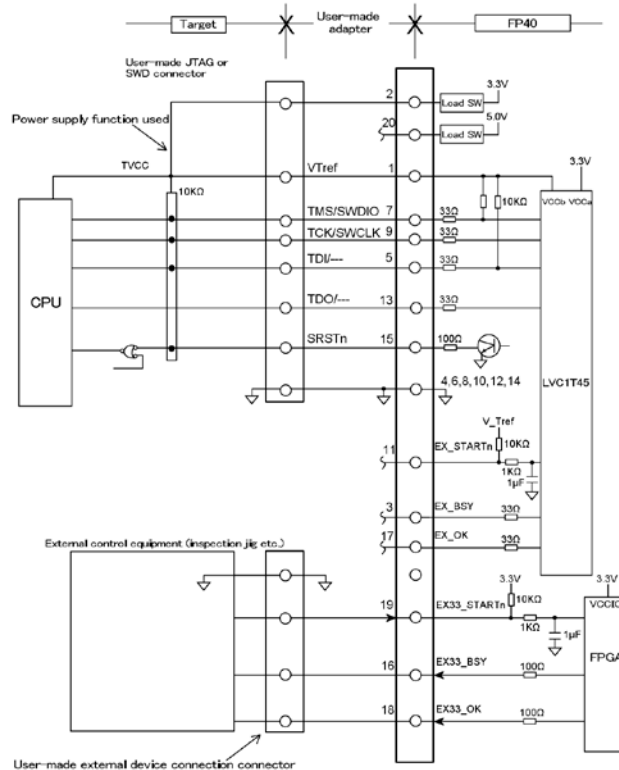 Target
User-made
adapter
FP40
User-made JTAG or
SWD connector
2
3.3V
Load SW
Power supply function used
20
5.0V
Load SW
TVCC
VTref
1
3.3V
10KΩ
10KΩ
VCCb VCCa
TMS/SWDIO
7
33Ω
TCK/SWCLK
9
33Ω
TDI/---
5
33Ω
CPU
TDO/---
13
33Ω
SRSTn
15
100Ω
4,6,8,10,12,14
LVC1T45
V_Tref
11
EX_STARTn
10KΩ
1KΩ
1μF
3
EX_BSY
33Ω
17
EX_OK
33Ω
External control equipment (inspection jig etc.)
3.3V
3.3V
19
EX33_STARTn
10KΩ
VCCIO
1KΩ
1μF
FPGA
16
EX33_BSY
100Ω
18
EX33_OK
100Ω
User-made external device connection connector